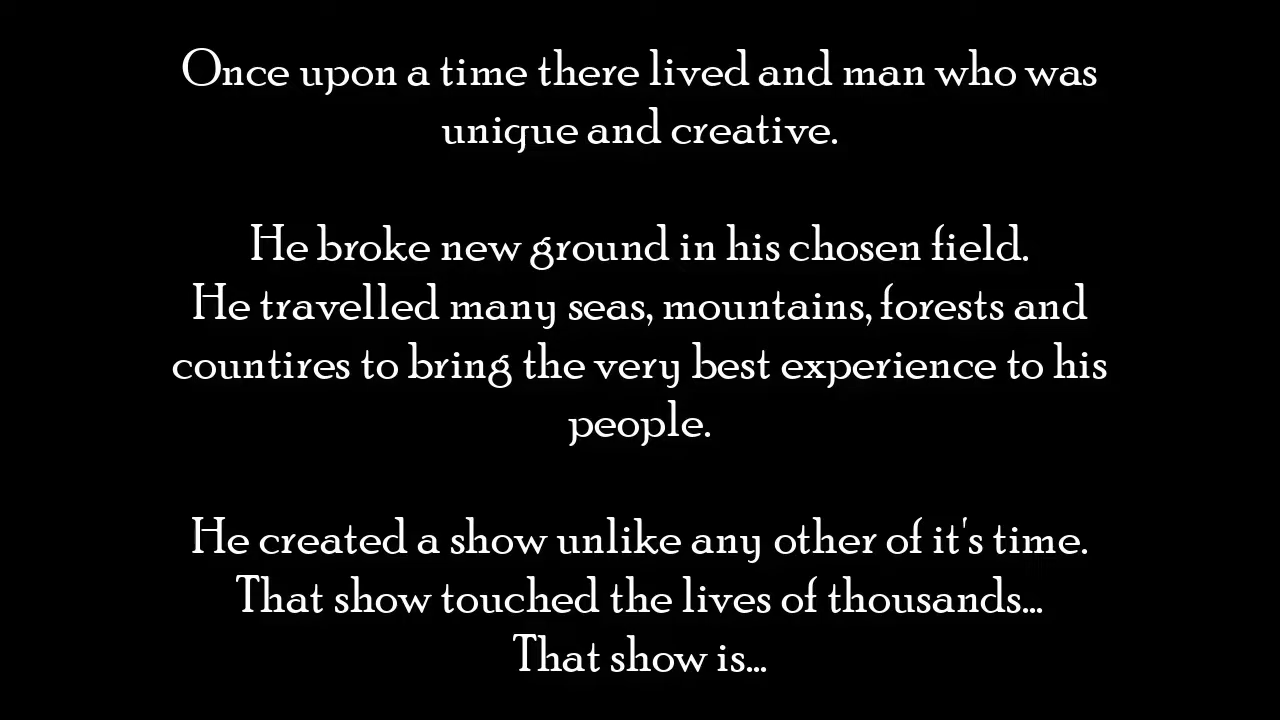 Once upon a time there lived and man who was
unique and creative.
He broke new ground in his chosen field.
He travelled many seas, mountains, forests and
countires to bring the very best experience to his
people.
He created a show unlike any other of it's time.
That show touched the lives of thousands...
That show is...